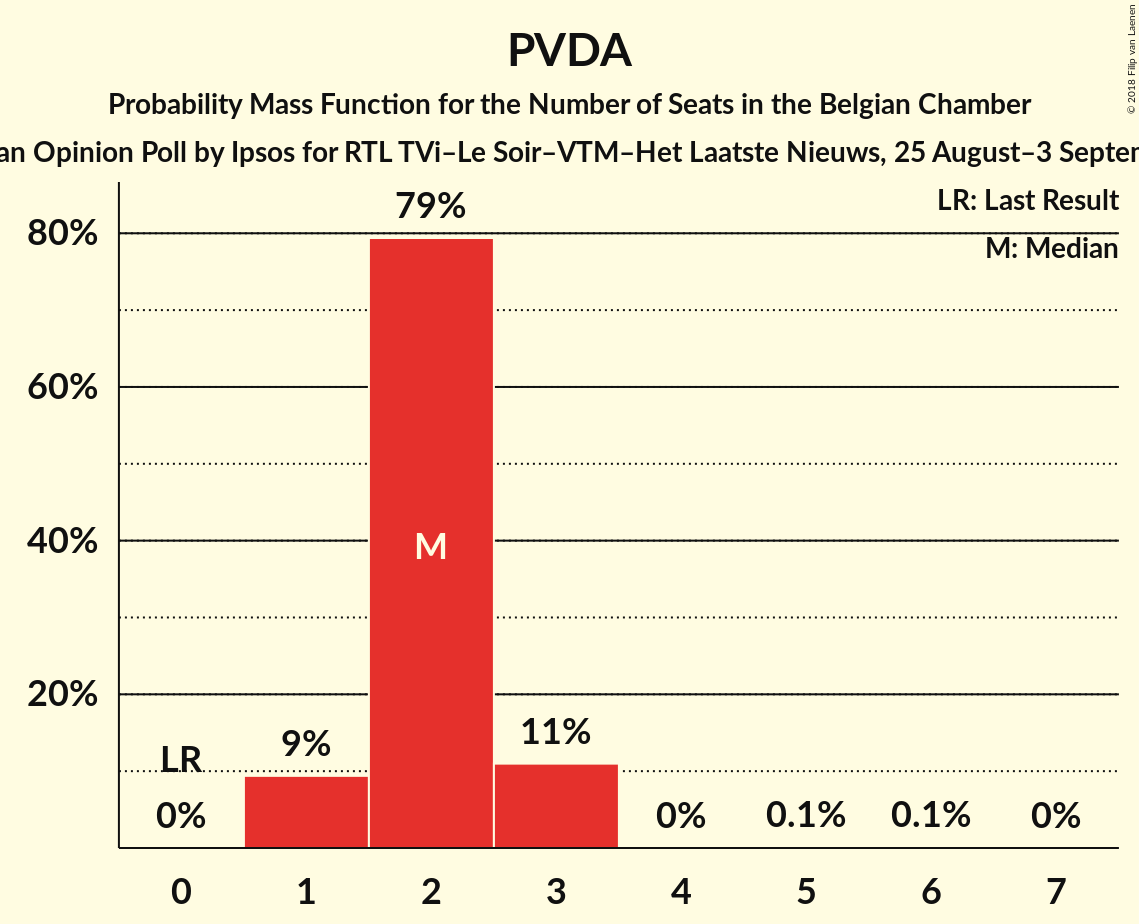 PVDA
Probability Mass Function for the Number of Seats in the Belgian Chamber
an Opinion Poll by Ipsos for RTL TVi–Le Soir–VTM–Het Laatste Nieuws, 25 August–3 Septem
© 2018 Filip van Laenen
LR: Last Result
M: Median
80%
60%
40%
20%
79%
M
LR
0%
9%
11%
0%
0.1%
0.1%
0%
0 1 2 3 4 5 6 7